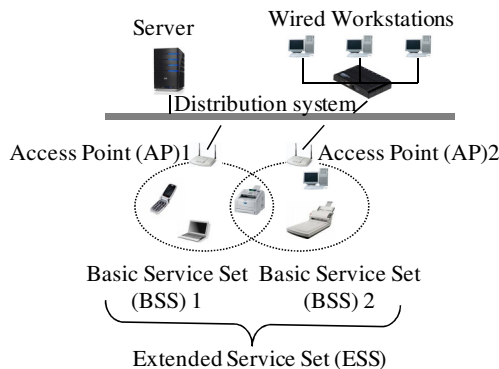 Server
Wired Workstations
Distribution system
Access Point (AP)1
Access Point (AP)2
Basic Service Set
(BSS) 1
Basic Service Set
(BSS) 2
Extended Service Set (ESS)